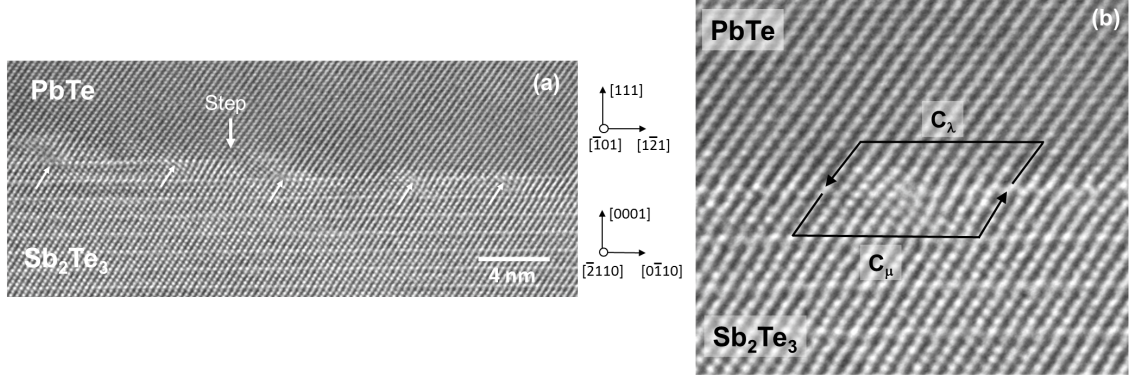 PbTe
(a)
Step
Sb₂Te₃
4 nm
[111]
[1̄01]
[12̄1]
[0001]
[2̄110]
[01̄10]
PbTe
(b)
Cλ
Cμ
Sb₂Te₃